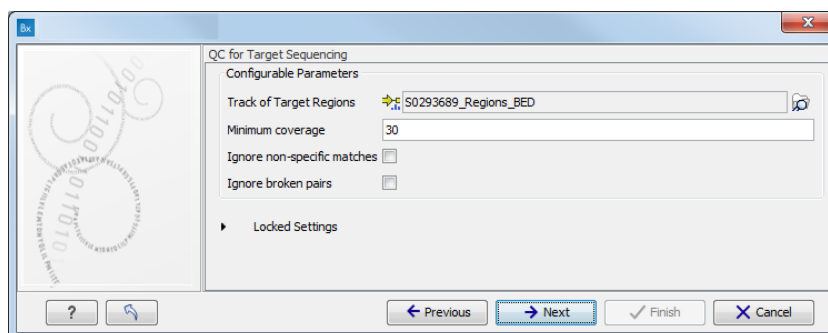 Bx
QC for Target Sequencing
Configurable Parameters
Track of Target Regions S0293689_Regions_BED
Minimum coverage 30
Ignore non-specific matches
Ignore broken pairs
Locked Settings
? Previous Next Finish Cancel